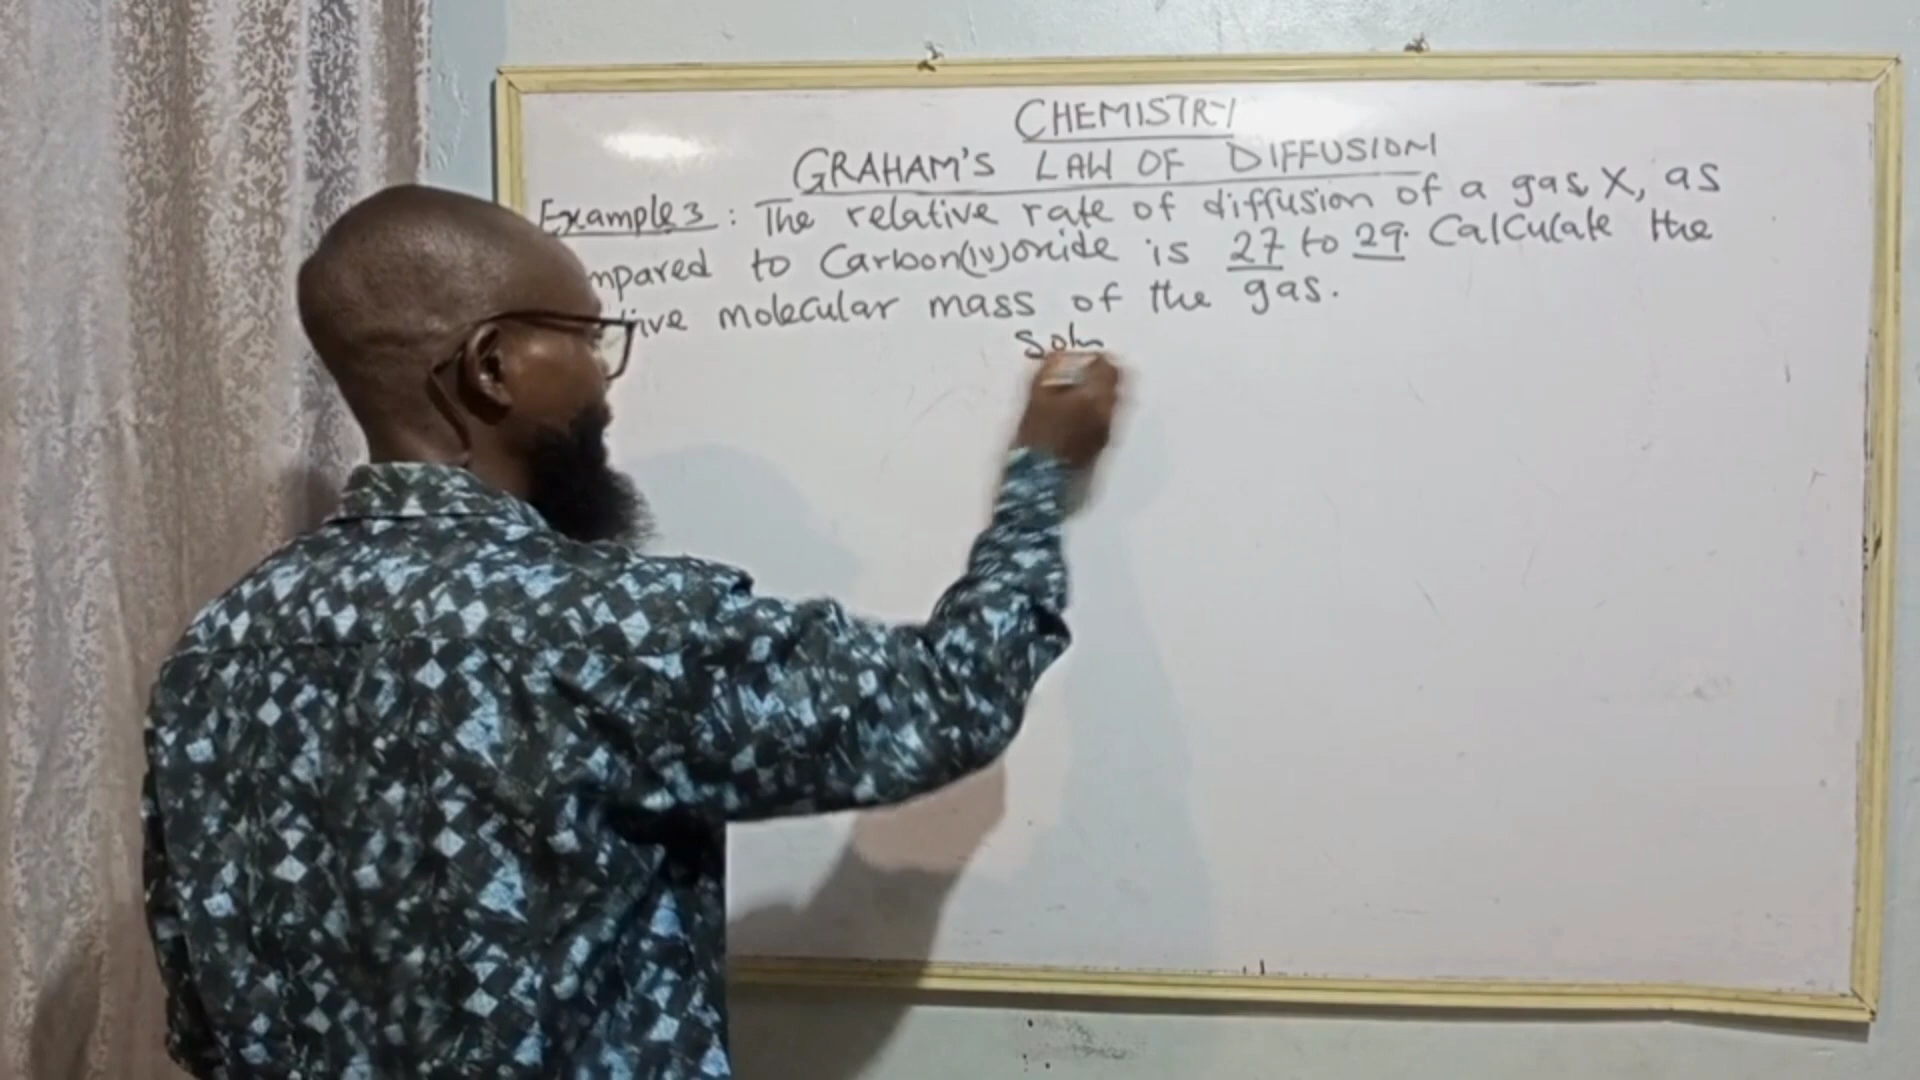 CHEMISTRY
GRAHAM'S LAW OF DIFFUSION
Example 3: The relative rate of diffusion of a gas X, as
mpared to Carbon(iv)oxide is 27 to 29. Calculate the
tive molecular mass of the gas.
Soln